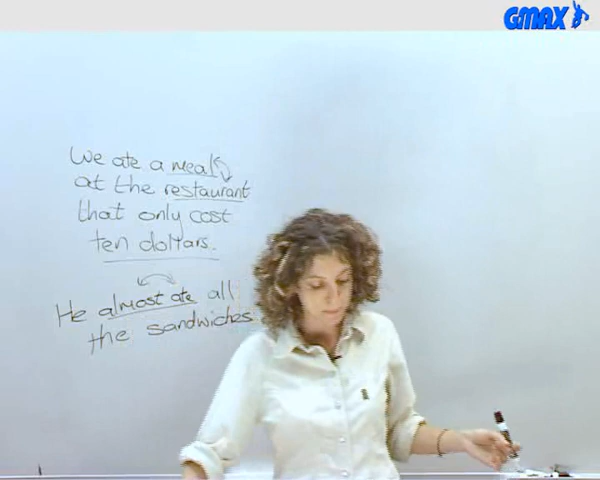 GMAX
We ate a meal
at the restaurant
that only cost
ten dollars.
He almost ate all
the sandwiches